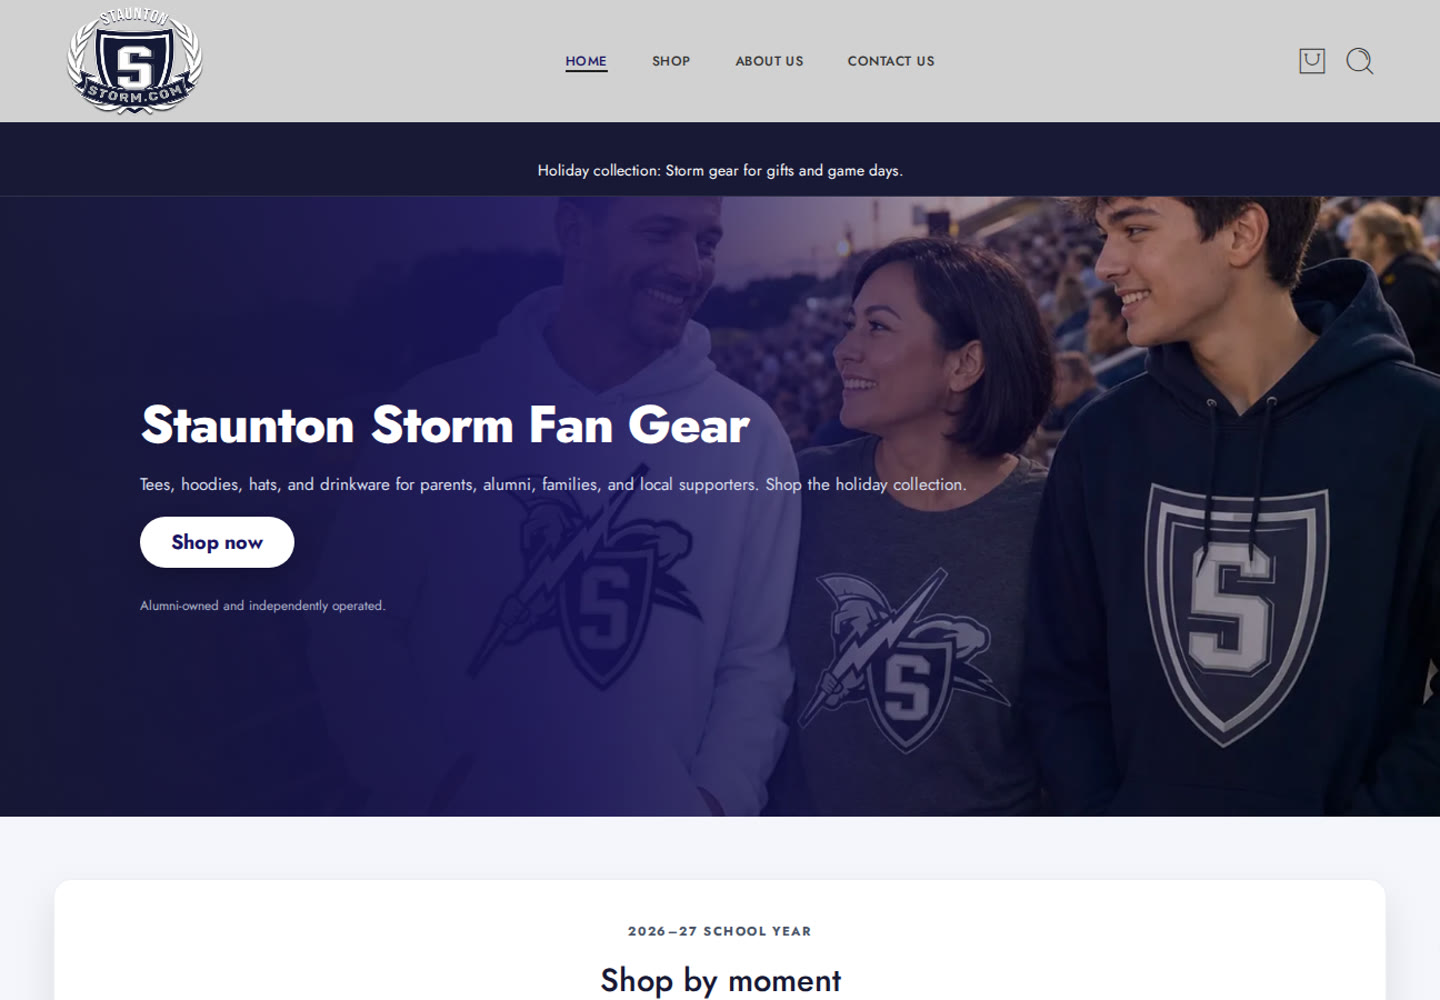 STAUNTON
S
STORM.COM
HOME
SHOP
ABOUT US
CONTACT US
Holiday collection: Storm gear for gifts and game days.
Staunton Storm Fan Gear
Tees, hoodies, hats, and drinkware for parents, alumni, families, and local supporters. Shop the holiday collection.
Shop now
Alumni-owned and independently operated.
S
S
S
2026–27 SCHOOL YEAR
Shop by moment